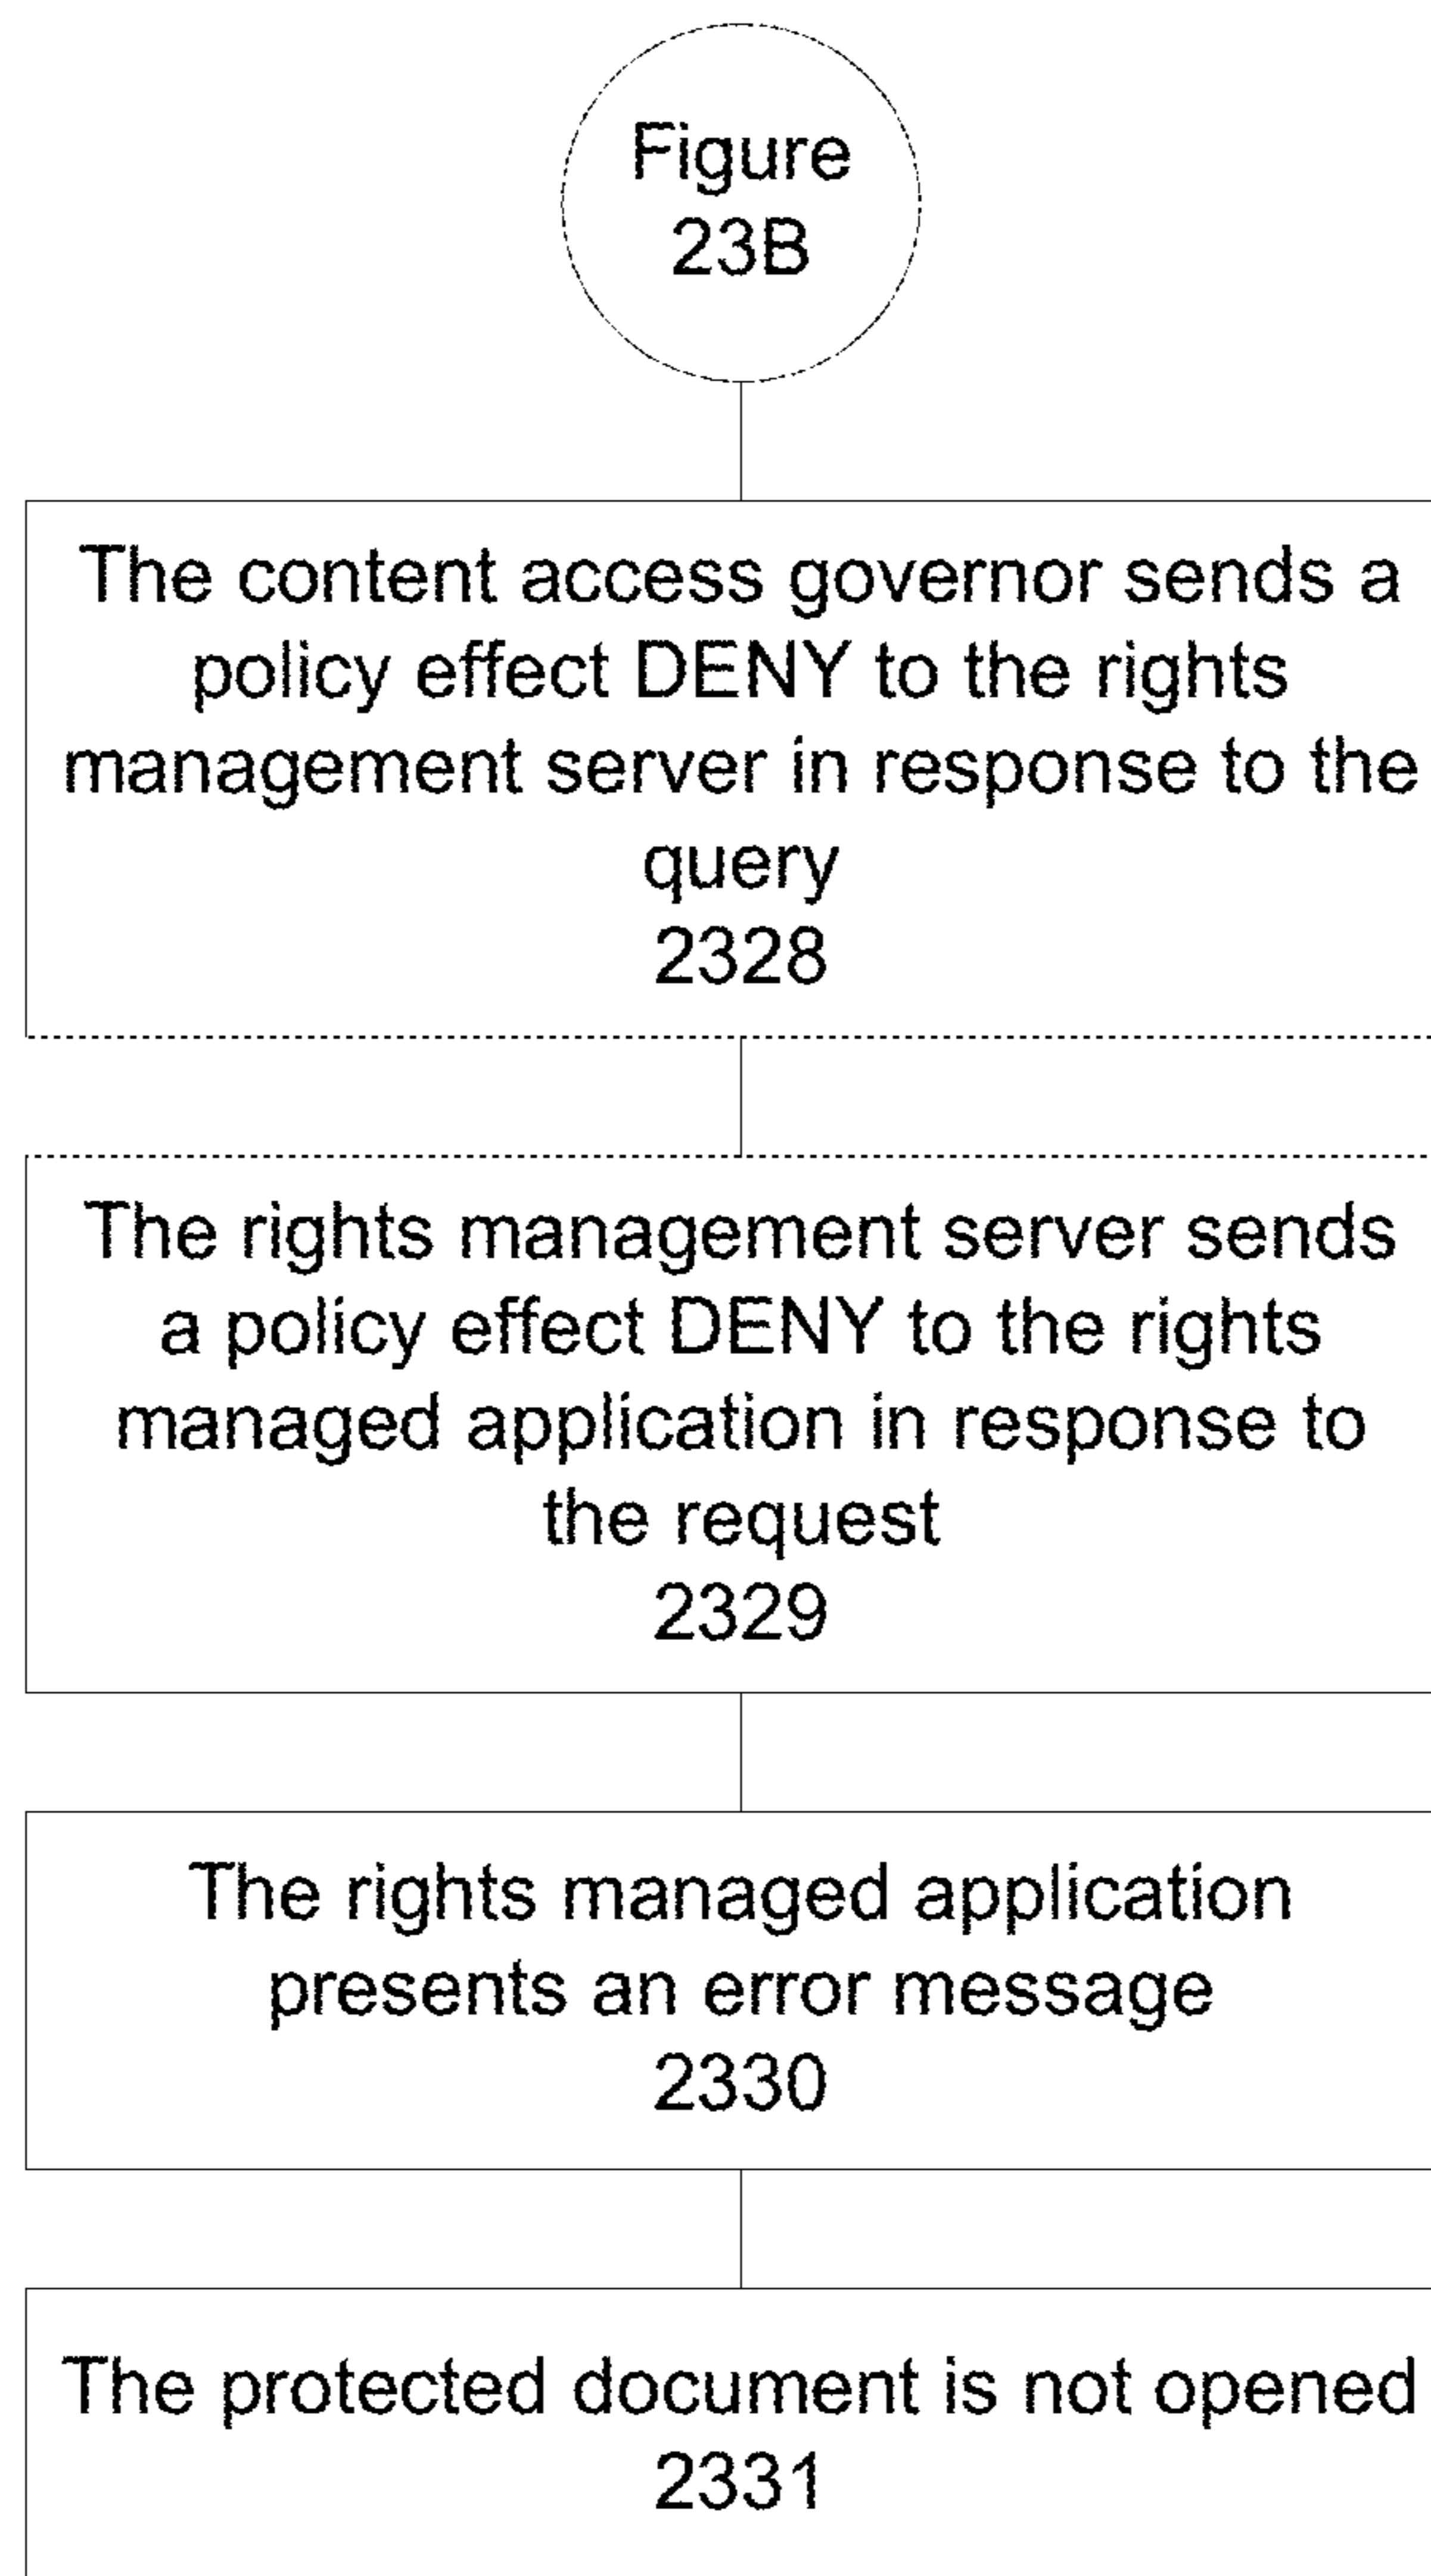 Figure
23B
The content access governor sends a
policy effect DENY to the rights
management server in response to the
query
2328
The rights management server sends
a policy effect DENY to the rights
managed application in response to
the request
2329
The rights managed application
presents an error message
2330
The protected document is not opened
2331